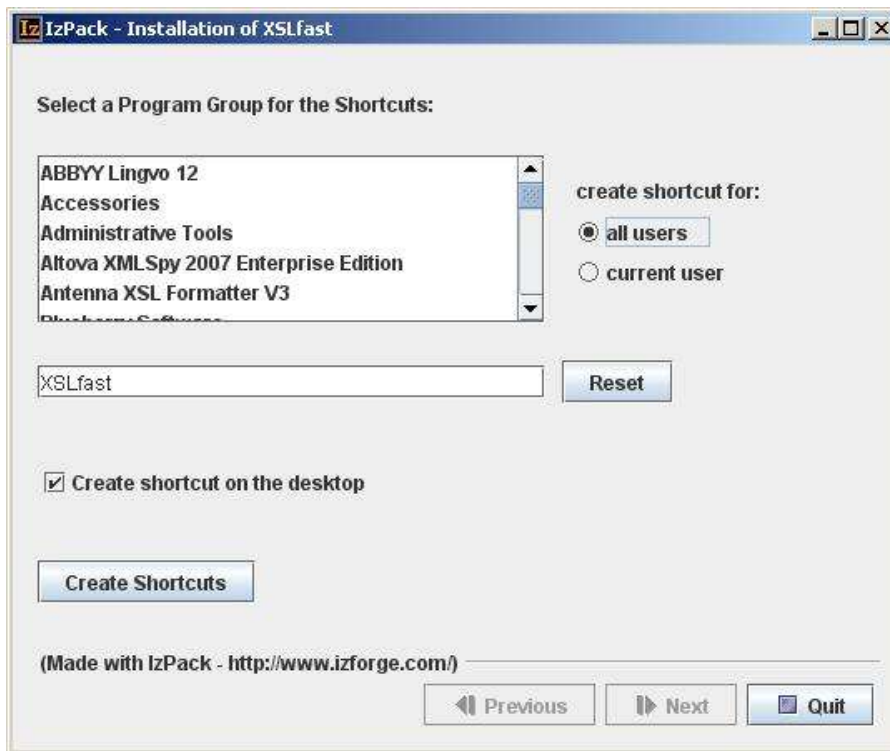 IzPack - Installation of XSLfast
Select a Program Group for the Shortcuts:
ABBYY Lingvo 12
Accessories
Administrative Tools
Altova XMLSpy 2007 Enterprise Edition
Antenna XSL Formatter V3
Blueberry Software
create shortcut for:
all users
current user
XSLfast
Reset
Create shortcut on the desktop
Create Shortcuts
(Made with IzPack - http://www.izforge.com/)
Previous
Next
Quit